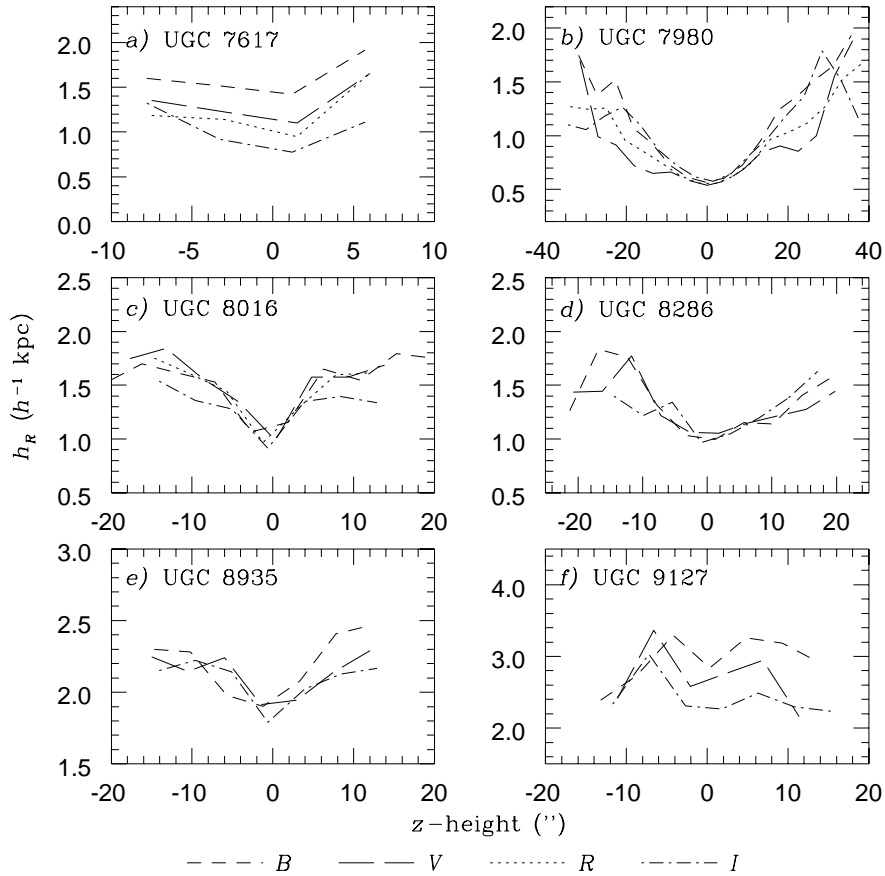 a) UGC 7617
2.0
1.5
1.0
0.5
0.0
-10 -5 0 5 10
b) UGC 7980
2.0
1.5
1.0
0.5
-40 -20 0 20 40
c) UGC 8016
2.5
2.0
1.5
1.0
0.5
-20 -10 0 10 20
d) UGC 8286
2.5
2.0
1.5
1.0
0.5
-20 -10 0 10 20
e) UGC 8935
3.0
2.5
2.0
1.5
-20 -10 0 10 20
f) UGC 9127
4.0
3.0
2.0
-20 -10 0 10 20
h_R (h⁻¹ kpc)
z-height (’’)
B V R I